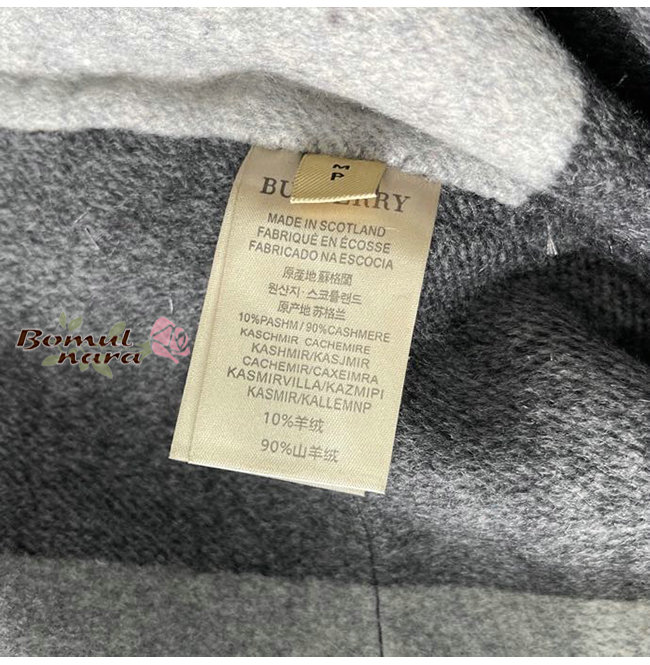 MP
BURBERRY
MADE IN SCOTLAND
FABRIQUÉ EN ÉCOSSE
FABRICADO NA ESCOCIA
原產地 蘇格蘭
원산지·스코틀랜드
原产地 苏格兰
10%PASHM/90%CASHMERE
KASCHMIR CACHEMIRE
KASHMIR/KASJMIR
CACHEMIR/CAXEIMRA
KASMIRVILLA/KAZMIPI
KASMIR/KALLEMNP
10%羊绒
90%山羊绒
Bomul
nara